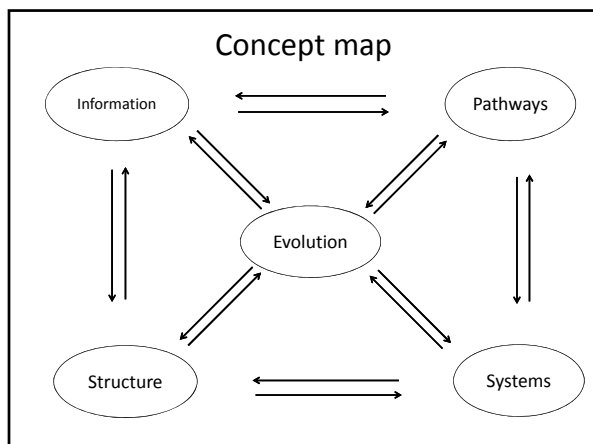 Concept map
Information
Pathways
Evolution
Structure
Systems